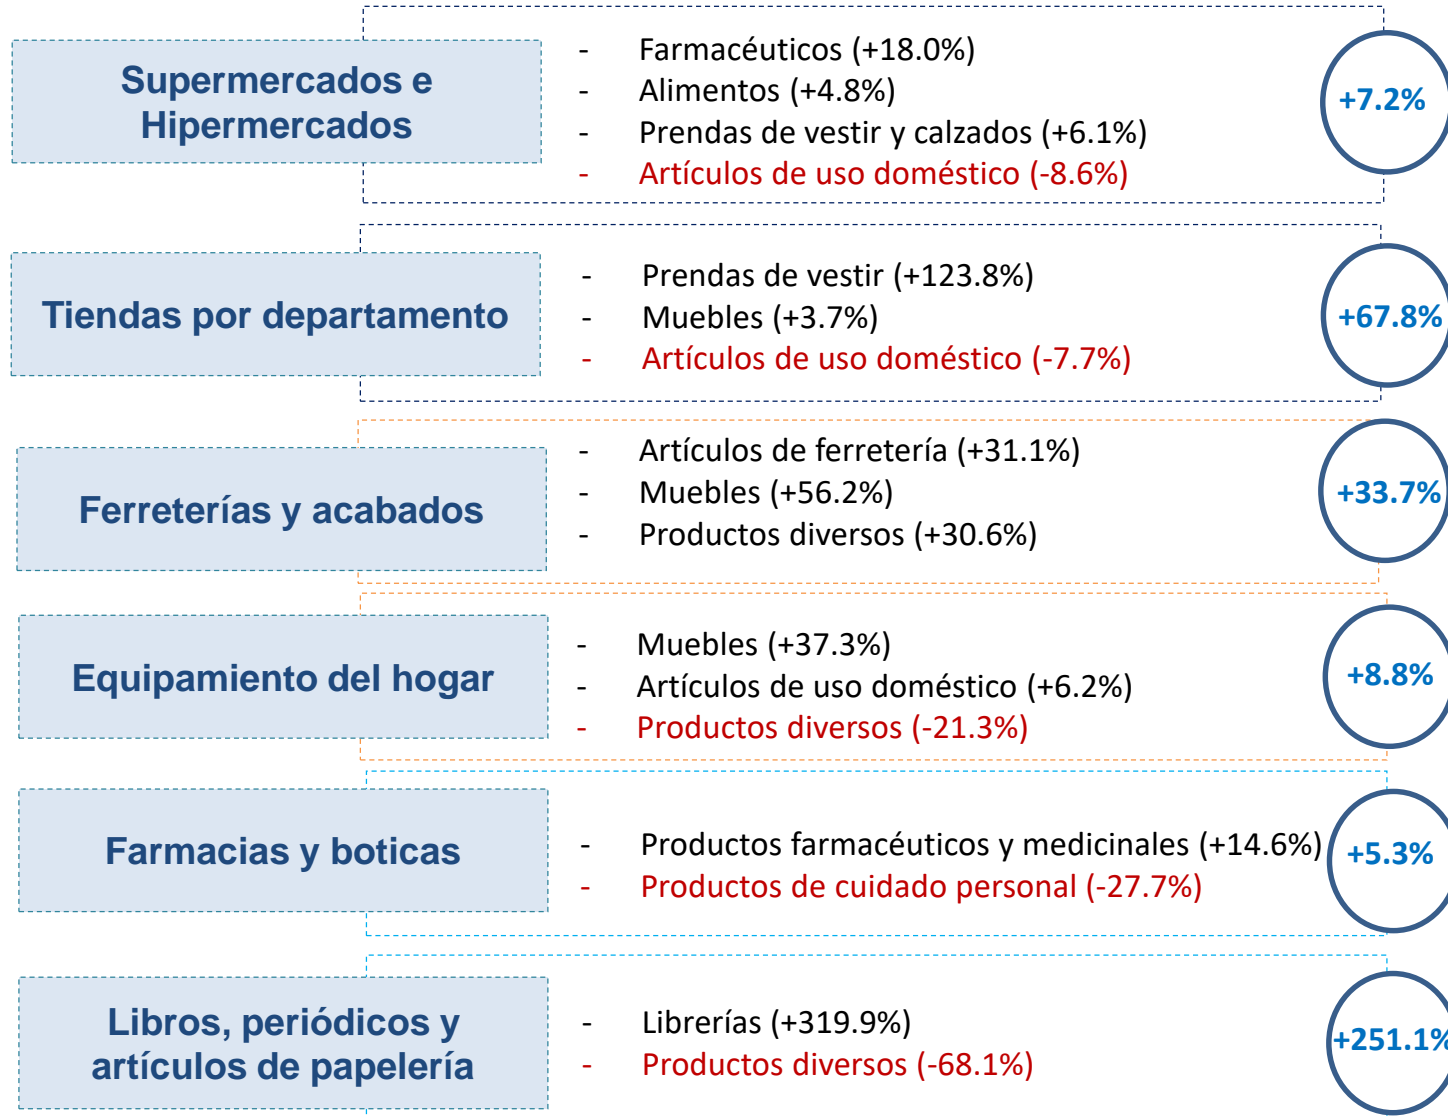 Supermercados e
Hipermercados
- Farmacéuticos (+18.0%)
- Alimentos (+4.8%)
- Prendas de vestir y calzados (+6.1%)
- Artículos de uso doméstico (-8.6%)
+7.2%
Tiendas por departamento
- Prendas de vestir (+123.8%)
- Muebles (+3.7%)
- Artículos de uso doméstico (-7.7%)
+67.8%
Ferreterías y acabados
- Artículos de ferretería (+31.1%)
- Muebles (+56.2%)
- Productos diversos (+30.6%)
+33.7%
Equipamiento del hogar
- Muebles (+37.3%)
- Artículos de uso doméstico (+6.2%)
- Productos diversos (-21.3%)
+8.8%
Farmacias y boticas
- Productos farmacéuticos y medicinales (+14.6%)
- Productos de cuidado personal (-27.7%)
+5.3%
Libros, periódicos y
artículos de papelería
- Librerías (+319.9%)
- Productos diversos (-68.1%)
+251.1%